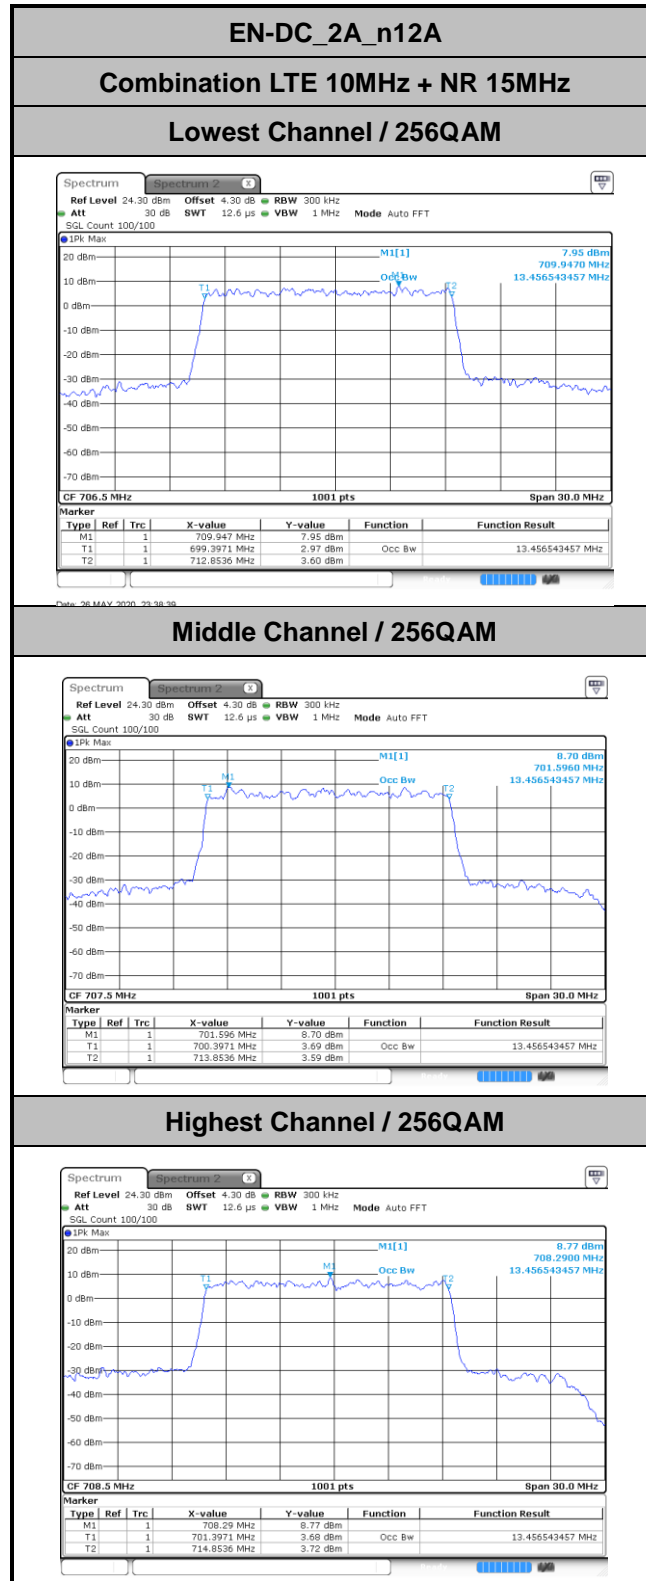 EN-DC_2A_n12A
Combination LTE 10MHz + NR 15MHz
Lowest Channel / 256QAM
Spectrum Spectrum 2 X
Ref Level 24.30 dBm Offset 4.30 dB RBW 300 kHz
Att 30 dB SWT 12.6 µs VBW 1 MHz Mode Auto FFT
SGL Count 100/100
1Pk Max
M1[1] 7.95 dBm
709.9470 MHz
Occ Bw 13.456543457 MHz
20 dBm
10 dBm
0 dBm
-10 dBm
-20 dBm
-30 dBm
-40 dBm
-50 dBm
-60 dBm
-70 dBm
T1
M1
T2
CF 706.5 MHz 1001 pts Span 30.0 MHz
Marker
Type Ref Trc X-value Y-value Function Function Result
M1 1 709.947 MHz 7.95 dBm
T1 1 699.3971 MHz 2.97 dBm Occ Bw 13.456543457 MHz
T2 1 712.8536 MHz 3.60 dBm
Date: 26 MAY 2020 23:38:39
Middle Channel / 256QAM
Spectrum Spectrum 2 X
Ref Level 24.30 dBm Offset 4.30 dB RBW 300 kHz
Att 30 dB SWT 12.6 µs VBW 1 MHz Mode Auto FFT
SGL Count 100/100
1Pk Max
M1[1] 8.70 dBm
701.5960 MHz
Occ Bw 13.456543457 MHz
20 dBm
10 dBm
0 dBm
-10 dBm
-20 dBm
-30 dBm
-40 dBm
-50 dBm
-60 dBm
-70 dBm
T1
M1
T2
CF 707.5 MHz 1001 pts Span 30.0 MHz
Marker
Type Ref Trc X-value Y-value Function Function Result
M1 1 701.596 MHz 8.70 dBm
T1 1 700.3971 MHz 3.69 dBm Occ Bw 13.456543457 MHz
T2 1 713.8536 MHz 3.59 dBm
Highest Channel / 256QAM
Spectrum Spectrum 2 X
Ref Level 24.30 dBm Offset 4.30 dB RBW 300 kHz
Att 30 dB SWT 12.6 µs VBW 1 MHz Mode Auto FFT
SGL Count 100/100
1Pk Max
M1[1] 8.77 dBm
708.2900 MHz
Occ Bw 13.456543457 MHz
20 dBm
10 dBm
0 dBm
-10 dBm
-20 dBm
-30 dBm
-40 dBm
-50 dBm
-60 dBm
-70 dBm
T1
M1
T2
CF 708.5 MHz 1001 pts Span 30.0 MHz
Marker
Type Ref Trc X-value Y-value Function Function Result
M1 1 708.29 MHz 8.77 dBm
T1 1 701.3971 MHz 3.68 dBm Occ Bw 13.456543457 MHz
T2 1 714.8536 MHz 3.72 dBm